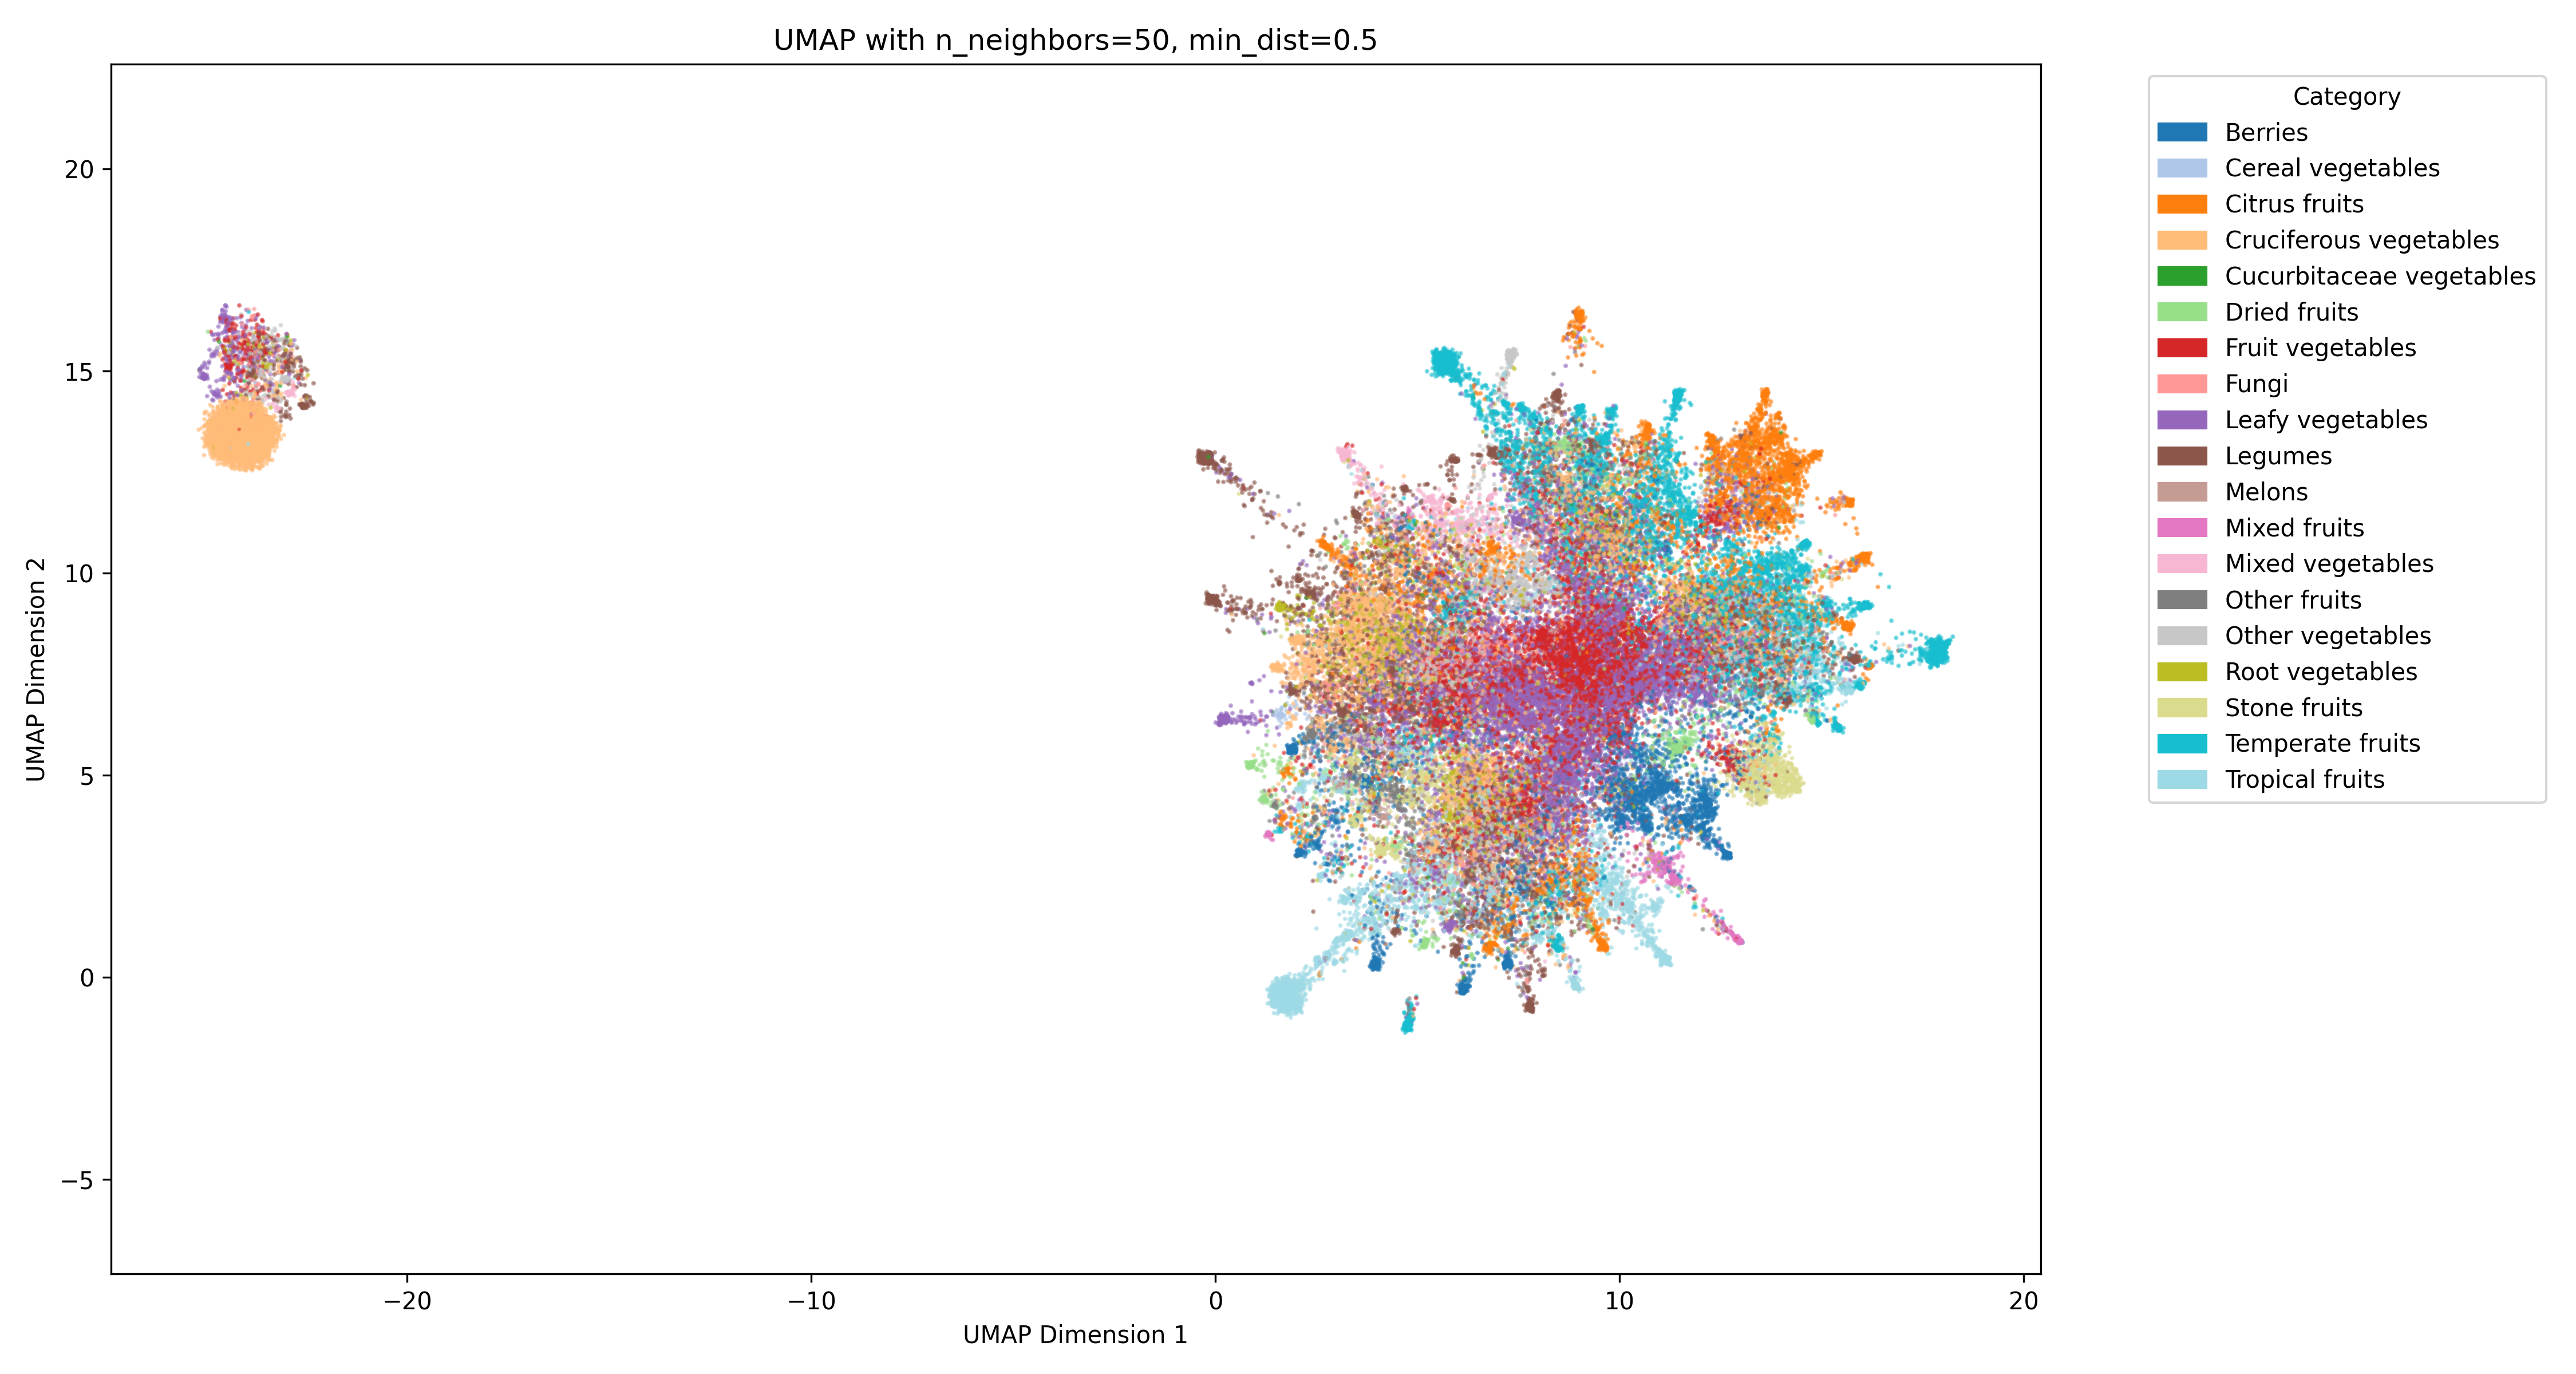 UMAP with n_neighbors=50, min_dist=0.5
UMAP Dimension 2
20
15
10
5
0
−5
−20
−10
0
10
20
UMAP Dimension 1
Category
Berries
Cereal vegetables
Citrus fruits
Cruciferous vegetables
Cucurbitaceae vegetables
Dried fruits
Fruit vegetables
Fungi
Leafy vegetables
Legumes
Melons
Mixed fruits
Mixed vegetables
Other fruits
Other vegetables
Root vegetables
Stone fruits
Temperate fruits
Tropical fruits